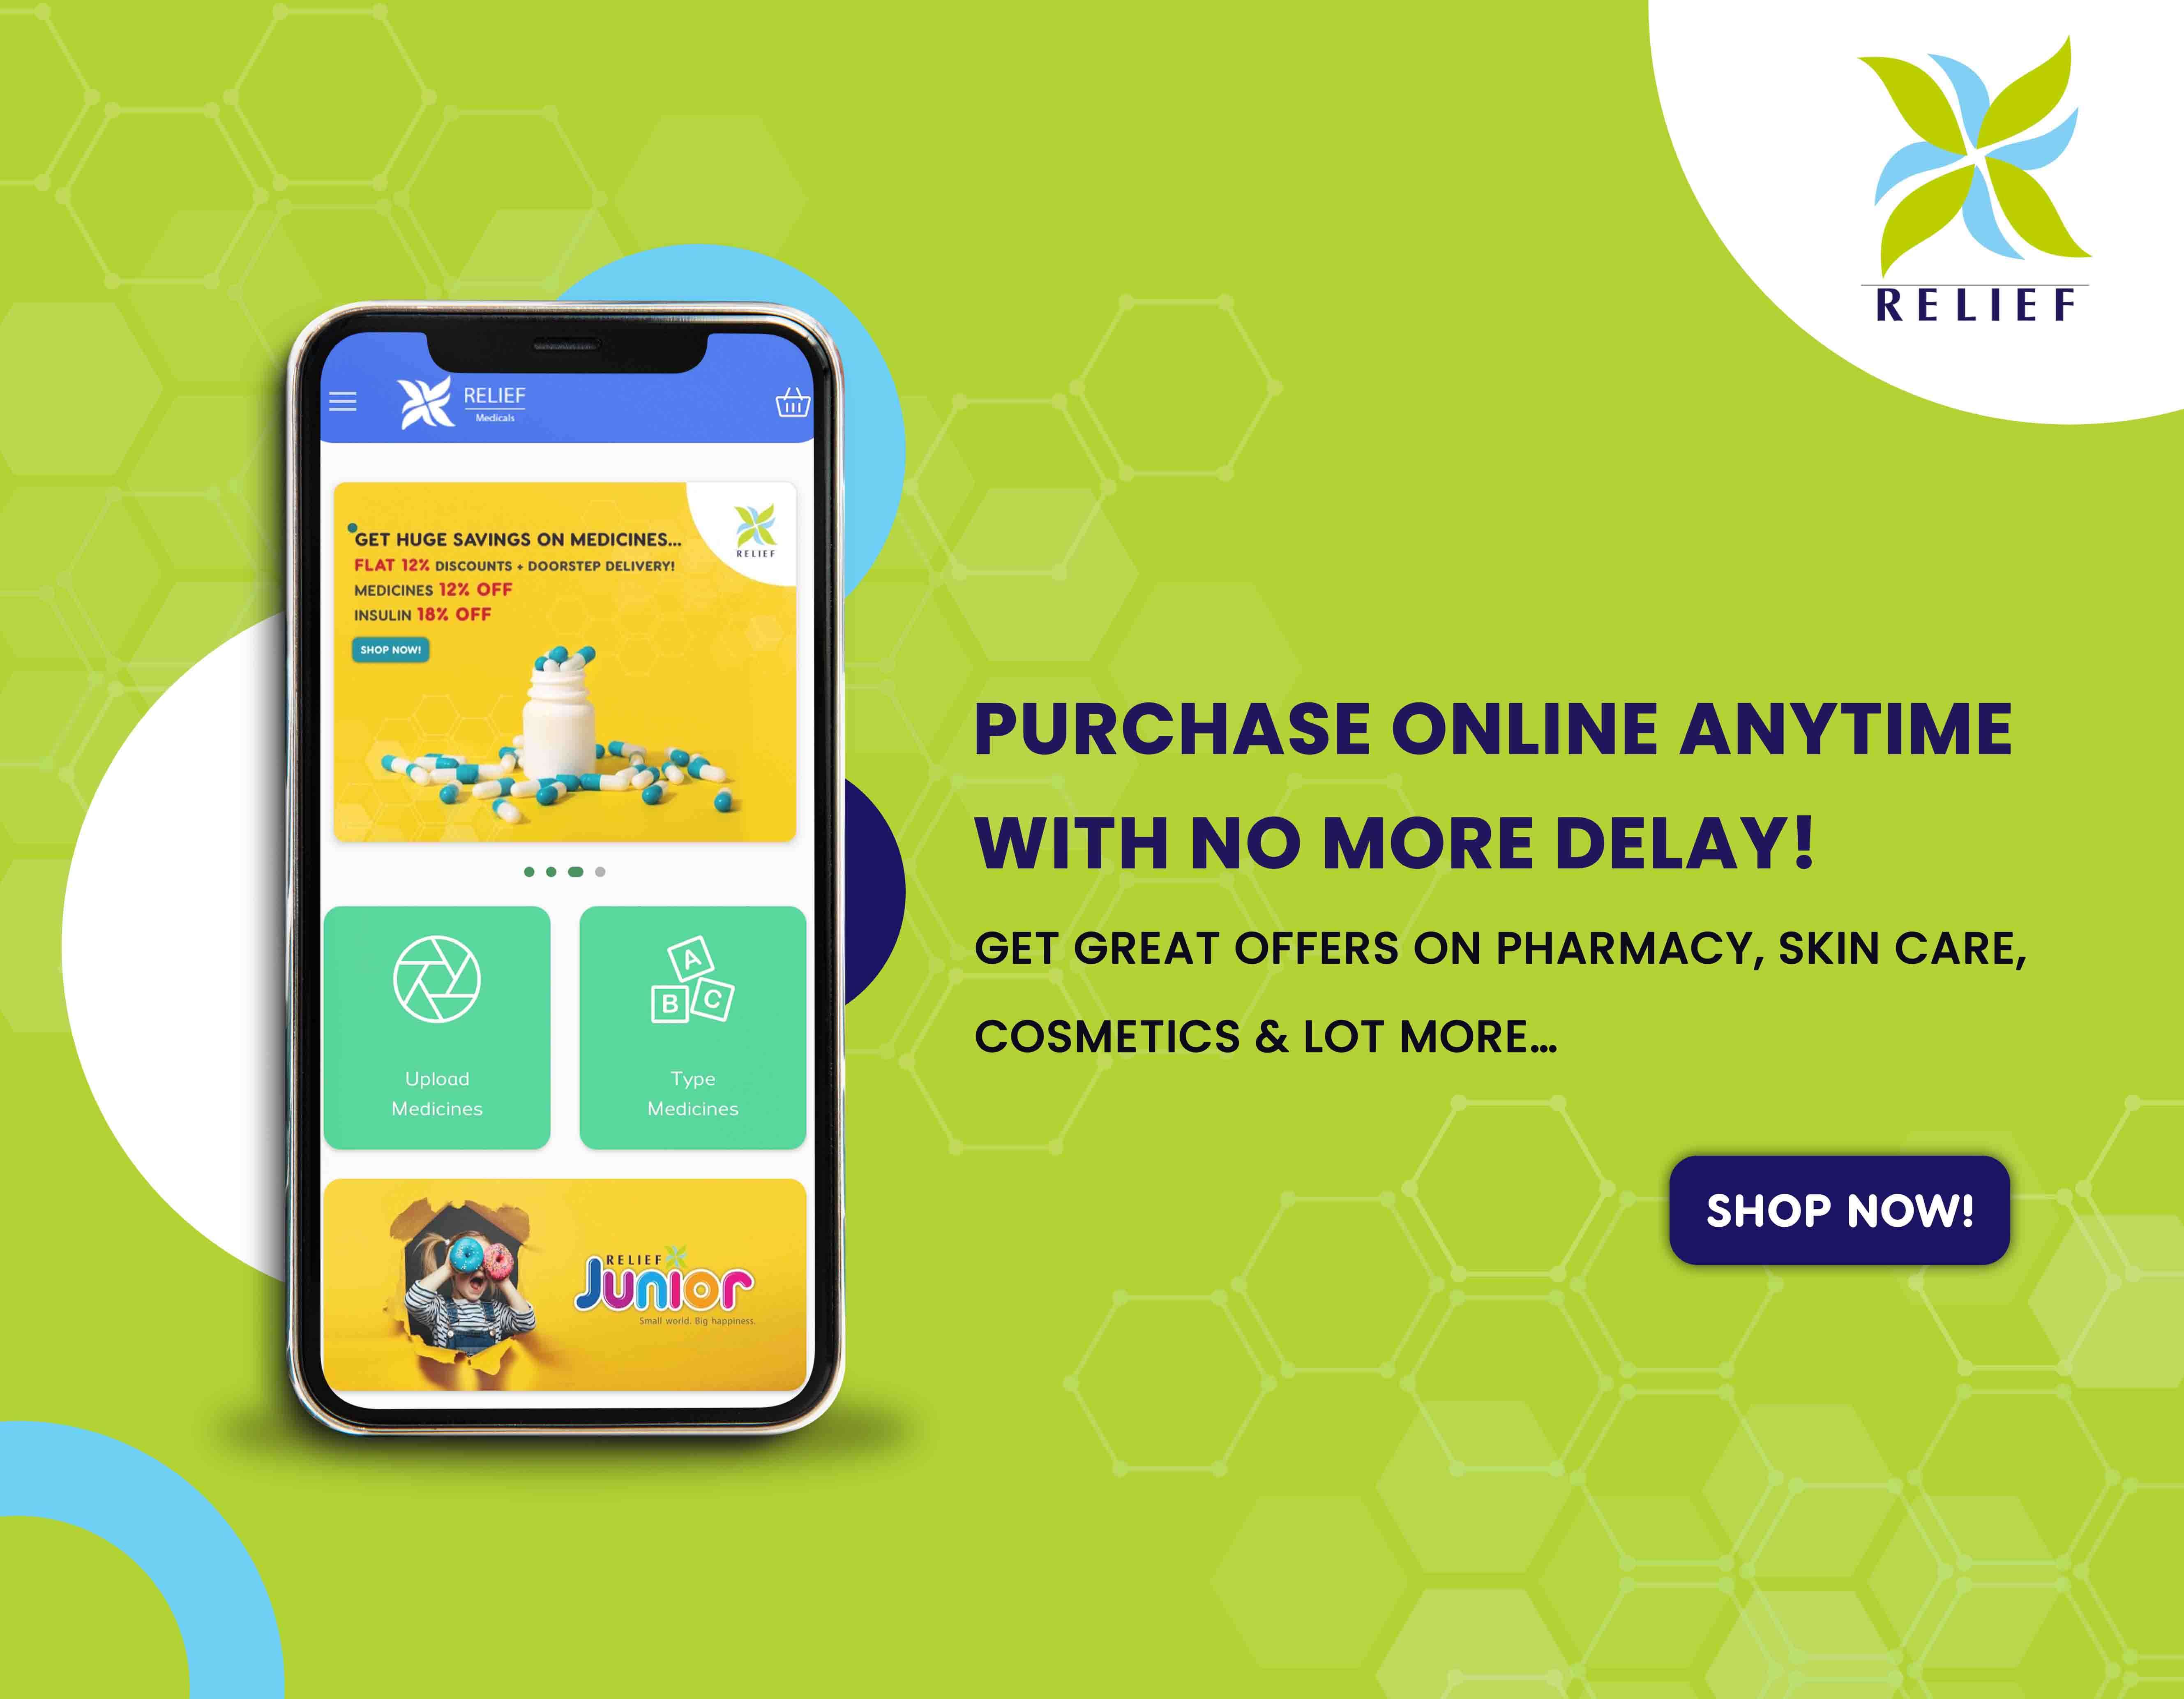 RELIEF
RELIEF
Medicals
GET HUGE SAVINGS ON MEDICINES...
FLAT 12% DISCOUNTS + DOORSTEP DELIVERY!
MEDICINES 12% OFF
INSULIN 18% OFF
SHOP NOW!
RELIEF
A
B C
Upload
Medicines
Type
Medicines
RELIEF
Junior
Small world. Big happiness.
PURCHASE ONLINE ANYTIME
WITH NO MORE DELAY!
GET GREAT OFFERS ON PHARMACY, SKIN CARE,
COSMETICS & LOT MORE...
SHOP NOW!